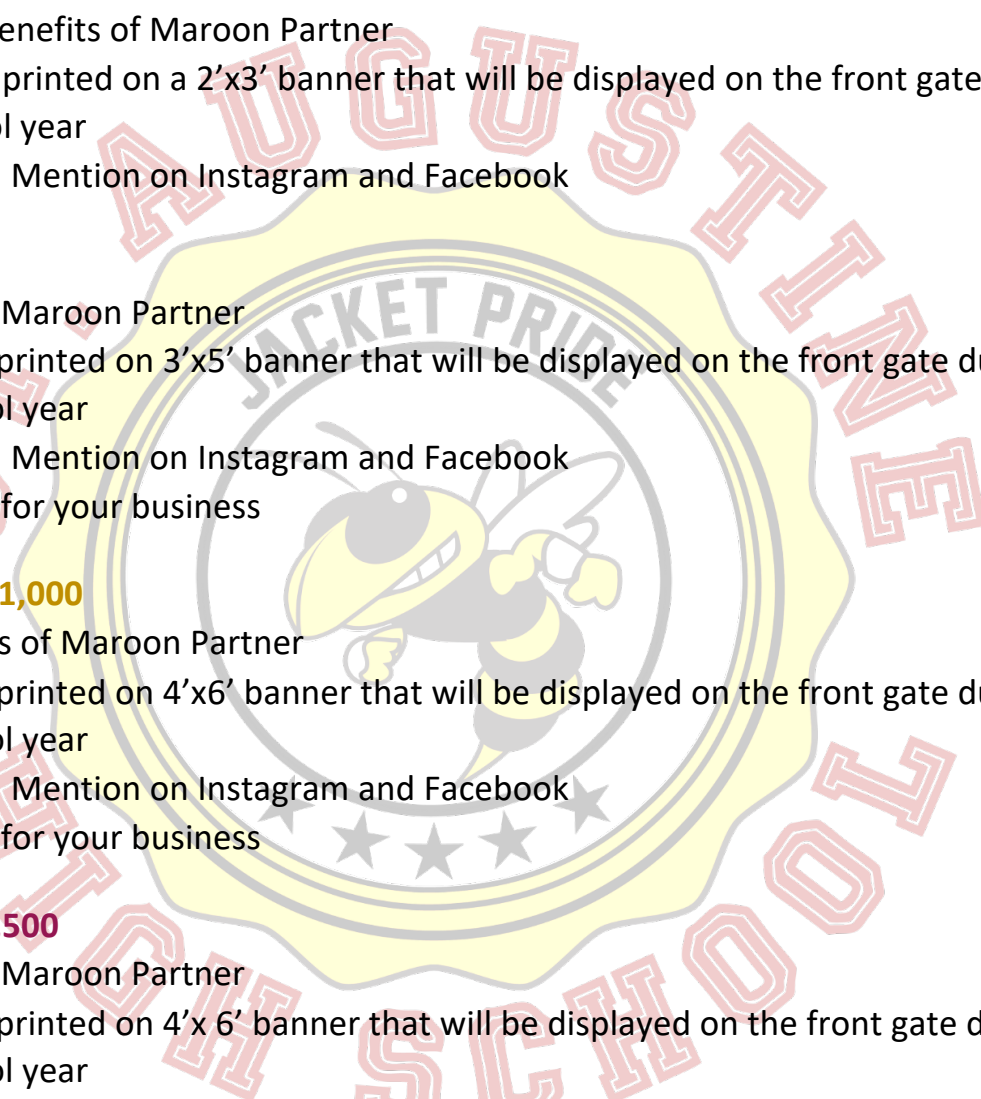 enefits of Maroon Partner
printed on a 2’x3’ banner that will be displayed on the front gate
ol year
Mention on Instagram and Facebook
Maroon Partner
printed on 3’x5’ banner that will be displayed on the front gate du
ol year
Mention on Instagram and Facebook
for your business
1,000
s of Maroon Partner
printed on 4’x6’ banner that will be displayed on the front gate du
ol year
Mention on Instagram and Facebook
for your business
500
Maroon Partner
printed on 4’x 6’ banner that will be displayed on the front gate d
ol year
AUGUSTINE
JACKET PRIDE
HIGH SCHOOL